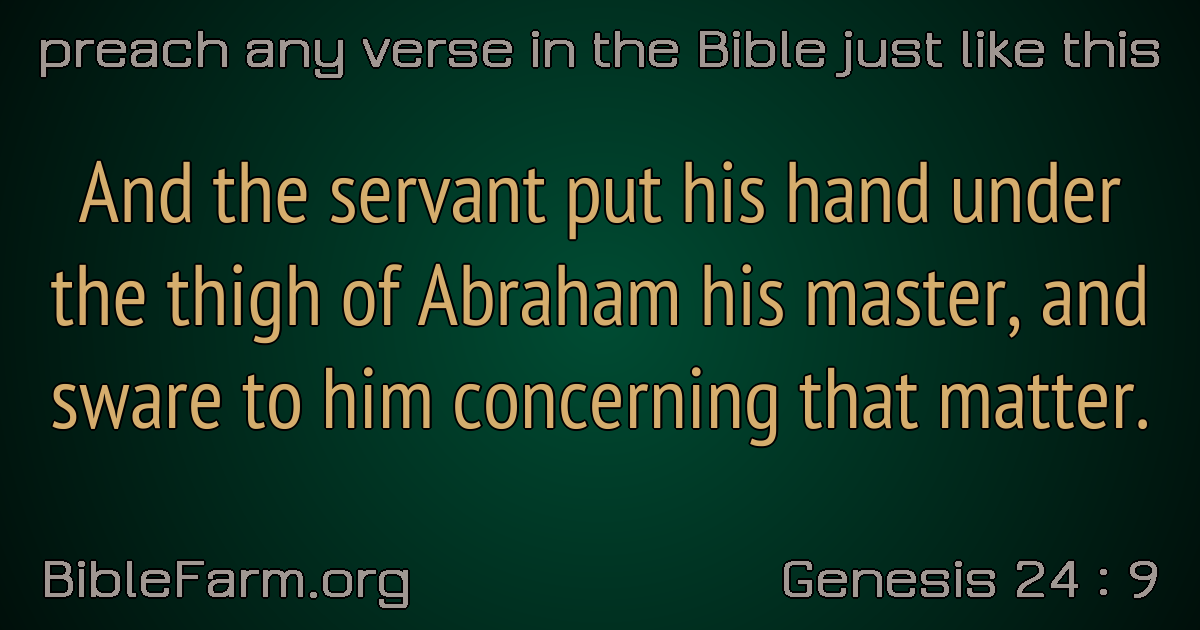 preach any verse in the Bible just like this
And the servant put his hand under
the thigh of Abraham his master, and
sware to him concerning that matter.
BibleFarm.org
Genesis 24 : 9